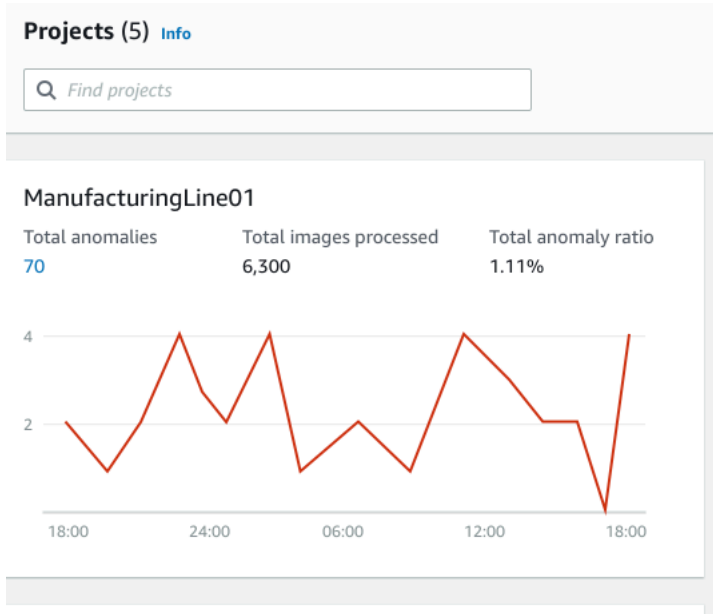 Projects (5) Info
Find projects
ManufacturingLine01
Total anomalies Total images processed Total anomaly ratio
70 6,300 1.11%
4
2
18:00 24:00 06:00 12:00 18:00